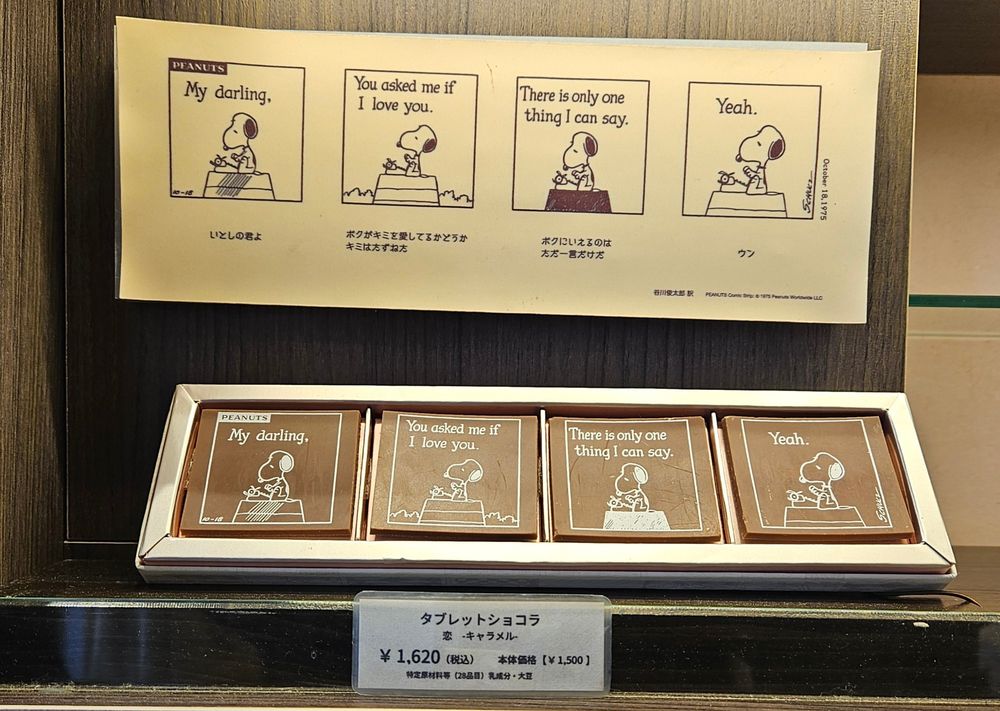 PEANUTS
My darling,
10-18
いとしの君よ
You asked me if
I love you.
ボクがキミを愛してるかどうか
キミはたずねた
There is only one
thing I can say.
ボクにいえるのは
ただ一言だけだ
Yeah.
SCHULZ
October 18, 1975
ウン
谷川俊太郎 訳
PEANUTS Comic Strip: © 1975 Peanuts Worldwide LLC
PEANUTS
My darling,
10-18
You asked me if
I love you.
There is only one
thing I can say.
Yeah.
SCHULZ
タブレットショコラ
恋 -キャラメル-
¥1,620(税込) 本体価格【¥1,500】
特定原材料等(28品目)乳成分・大豆